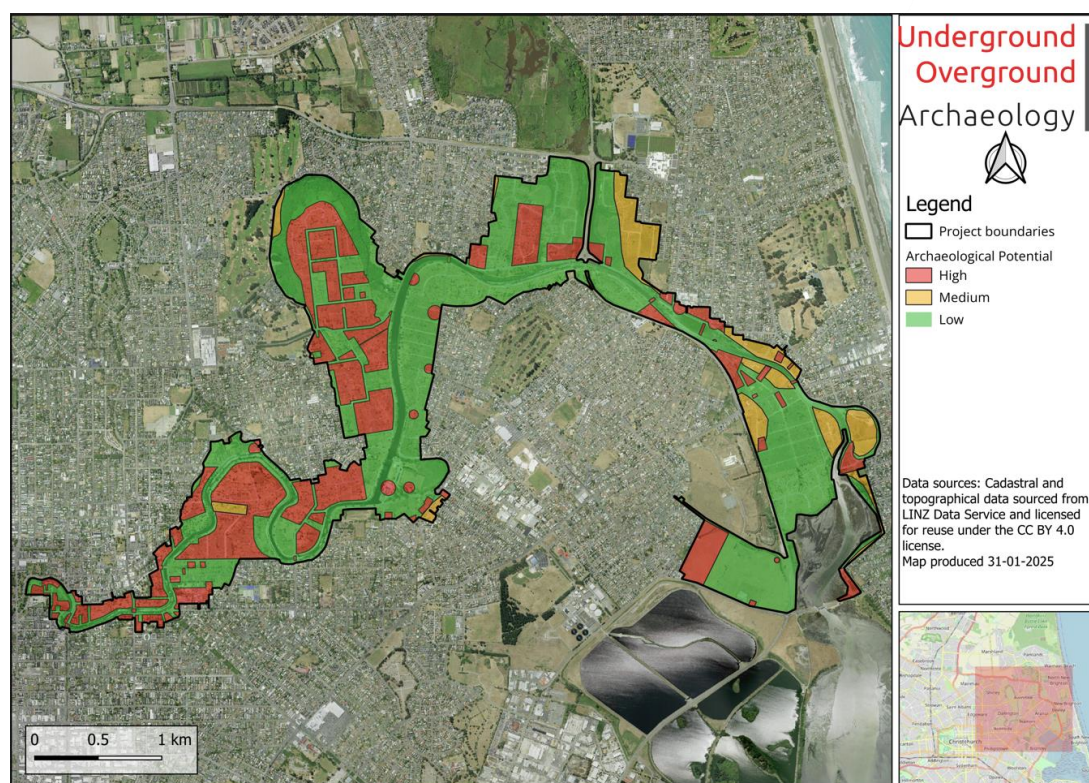 Underground
Overground
Archaeology
Legend
Project boundaries
Archaeological Potential
High
Medium
Low
Data sources: Cadastral and
topographical data sourced from
LINZ Data Service and licensed
for reuse under the CC BY 4.0
license.
Map produced 31-01-2025
0 0.5 1 km
Christchurch